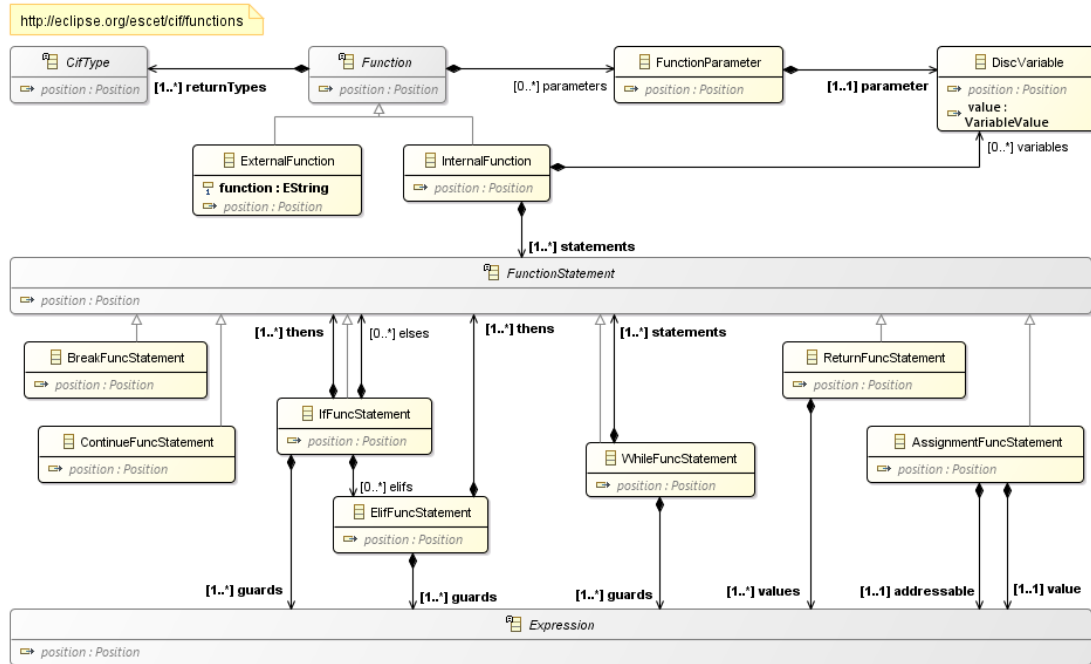 http://eclipse.org/escet/cif/functions
CifType
position : Position
[1..*] returnTypes
Function
position : Position
[0..*] parameters
FunctionParameter
position : Position
[1..1] parameter
DiscVariable
position : Position
value :
VariableValue
[0..*] variables
ExternalFunction
function : EString
position : Position
InternalFunction
position : Position
[1..*] statements
FunctionStatement
position : Position
[1..*] thens
[0..*] elses
[1..*] thens
[1..*] statements
BreakFuncStatement
position : Position
ReturnFuncStatement
position : Position
ContinueFuncStatement
position : Position
IfFuncStatement
position : Position
WhileFuncStatement
position : Position
AssignmentFuncStatement
position : Position
[0..*] elifs
ElifFuncStatement
position : Position
[1..*] guards
[1..*] guards
[1..*] guards
[1..*] values
[1..1] addressable
[1..1] value
Expression
position : Position